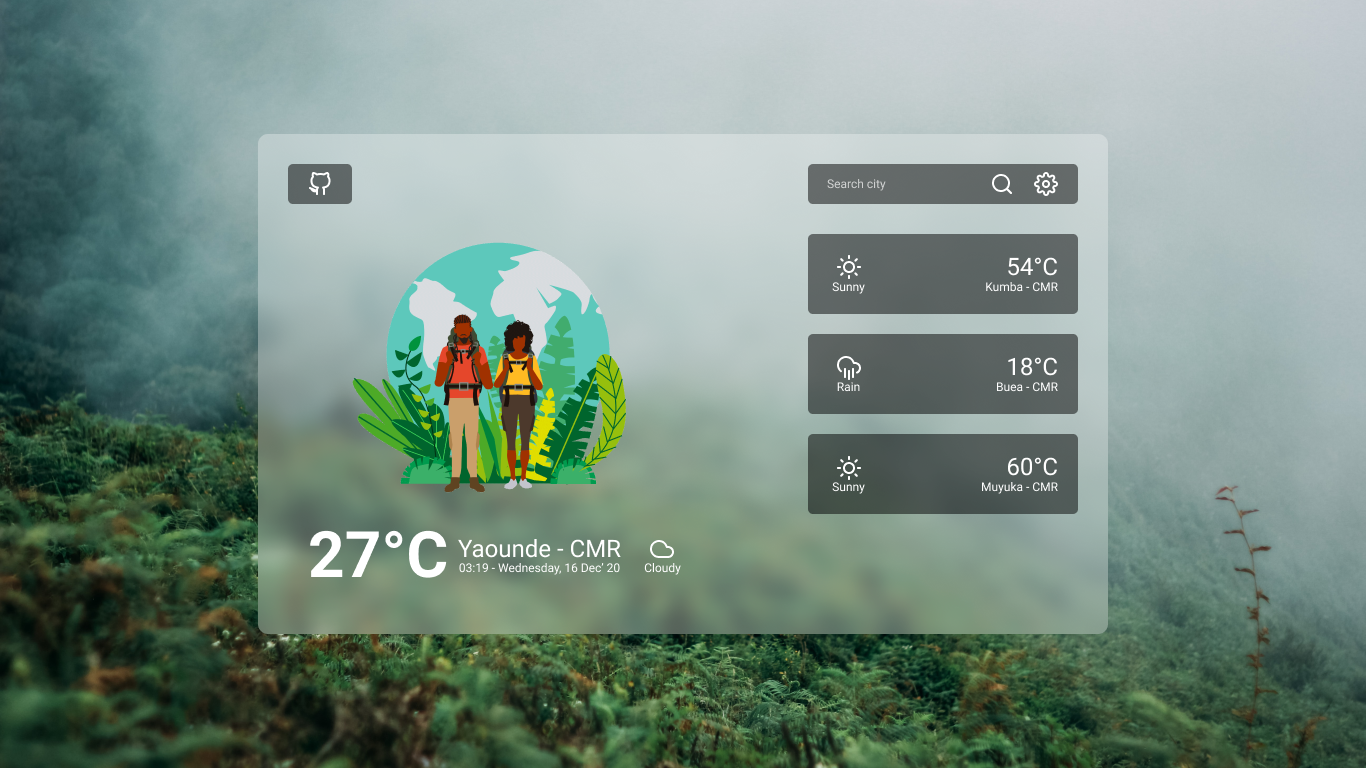 Search city
54°C
Sunny
Kumba - CMR
18°C
Rain
Buea - CMR
60°C
Sunny
Muyuka - CMR
27°C
Yaounde - CMR
03:19 - Wednesday, 16 Dec' 20
Cloudy